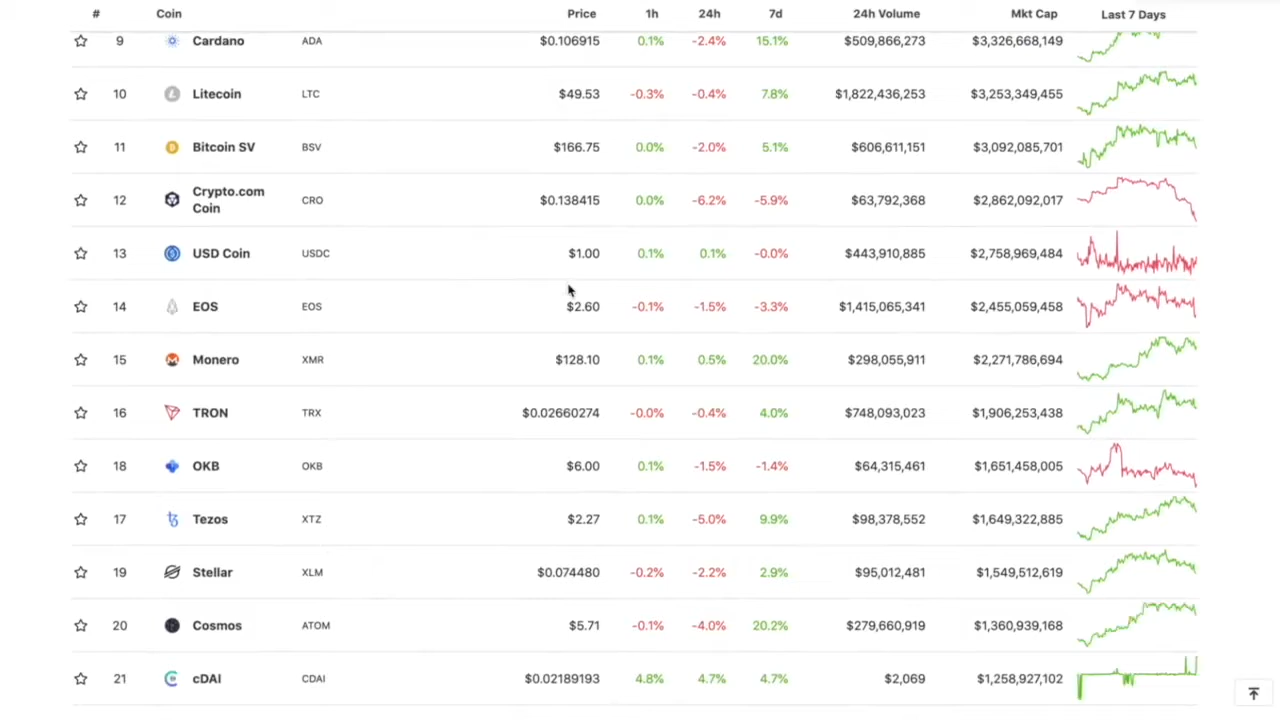 # Coin Price 1h 24h 7d 24h Volume Mkt Cap Last 7 Days
9 Cardano ADA $0.106915 0.1% -2.4% 15.1% $509,866,273 $3,326,668,149
10 Litecoin LTC $49.53 -0.3% -0.4% 7.8% $1,822,436,253 $3,253,349,455
11 Bitcoin SV BSV $166.75 0.0% -2.0% 5.1% $606,611,151 $3,092,085,701
12 Crypto.com Coin CRO $0.138415 0.0% -6.2% -5.9% $63,792,368 $2,862,092,017
13 USD Coin USDC $1.00 0.1% 0.1% -0.0% $443,910,885 $2,758,969,484
14 EOS EOS $2.60 -0.1% -1.5% -3.3% $1,415,065,341 $2,455,059,458
15 Monero XMR $128.10 0.1% 0.5% 20.0% $298,055,911 $2,271,786,694
16 TRON TRX $0.02660274 -0.0% -0.4% 4.0% $748,093,023 $1,906,253,438
18 OKB OKB $6.00 0.1% -1.5% -1.4% $64,315,461 $1,651,458,005
17 Tezos XTZ $2.27 0.1% -5.0% 9.9% $98,378,552 $1,649,322,885
19 Stellar XLM $0.074480 -0.2% -2.2% 2.9% $95,012,481 $1,549,512,619
20 Cosmos ATOM $5.71 -0.1% -4.0% 20.2% $279,660,919 $1,360,939,168
21 cDAI CDAI $0.02189193 4.8% 4.7% 4.7% $2,069 $1,258,927,102